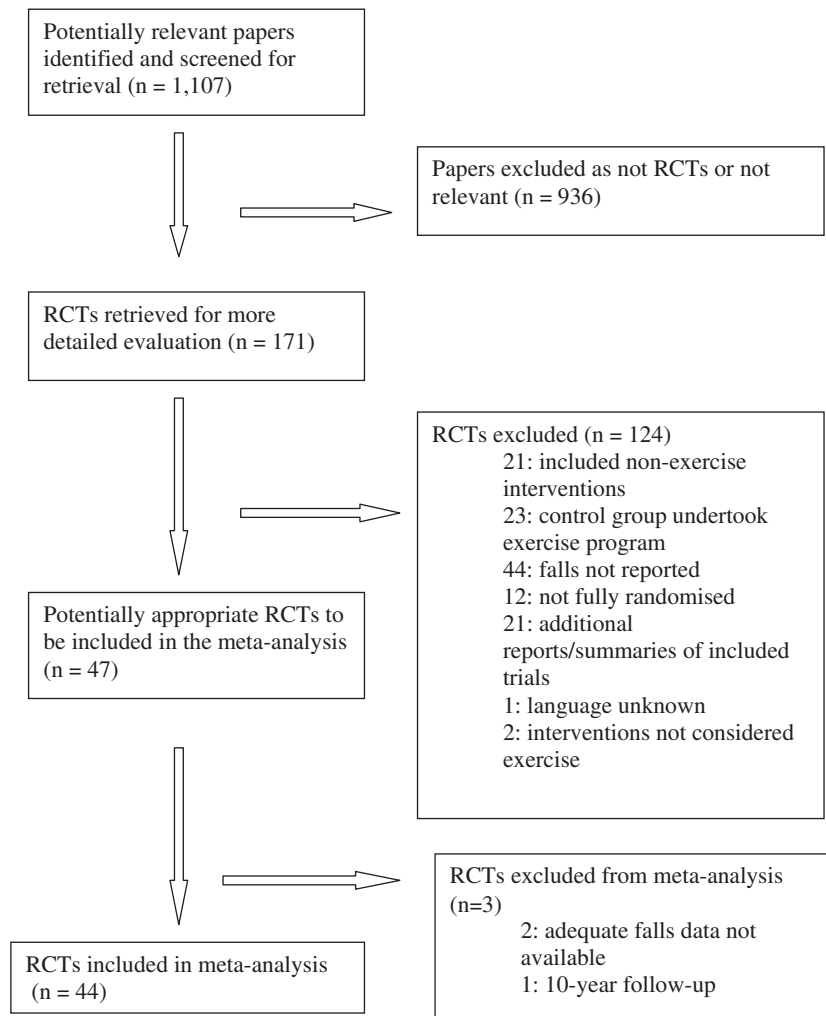 Potentially relevant papers
identified and screened for
retrieval (n = 1,107)
Papers excluded as not RCTs or not
relevant (n = 936)
RCTs retrieved for more
detailed evaluation (n = 171)
RCTs excluded (n = 124)
21: included non-exercise
interventions
23: control group undertook
exercise program
44: falls not reported
12: not fully randomised
21: additional
reports/summaries of included
trials
1: language unknown
2: interventions not considered
exercise
Potentially appropriate RCTs to
be included in the meta-analysis
(n = 47)
RCTs excluded from meta-analysis
(n=3)
2: adequate falls data not
available
1: 10-year follow-up
RCTs included in meta-analysis
(n = 44)